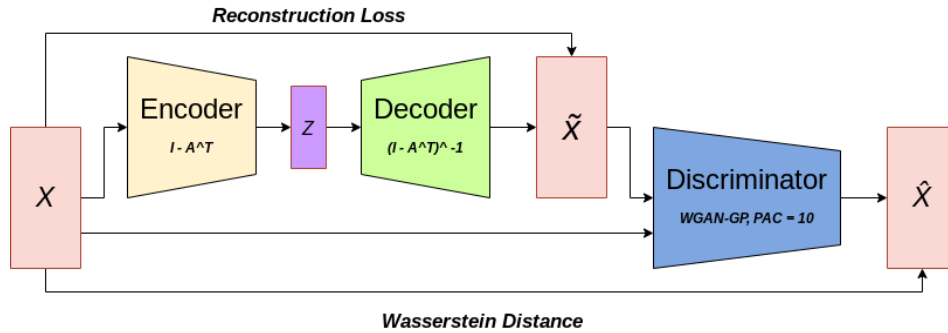 Reconstruction Loss
Encoder
I - A^T
Z
Decoder
(I - A^T)^ -1
X̃
X
Discriminator
WGAN-GP, PAC = 10
X̂
Wasserstein Distance